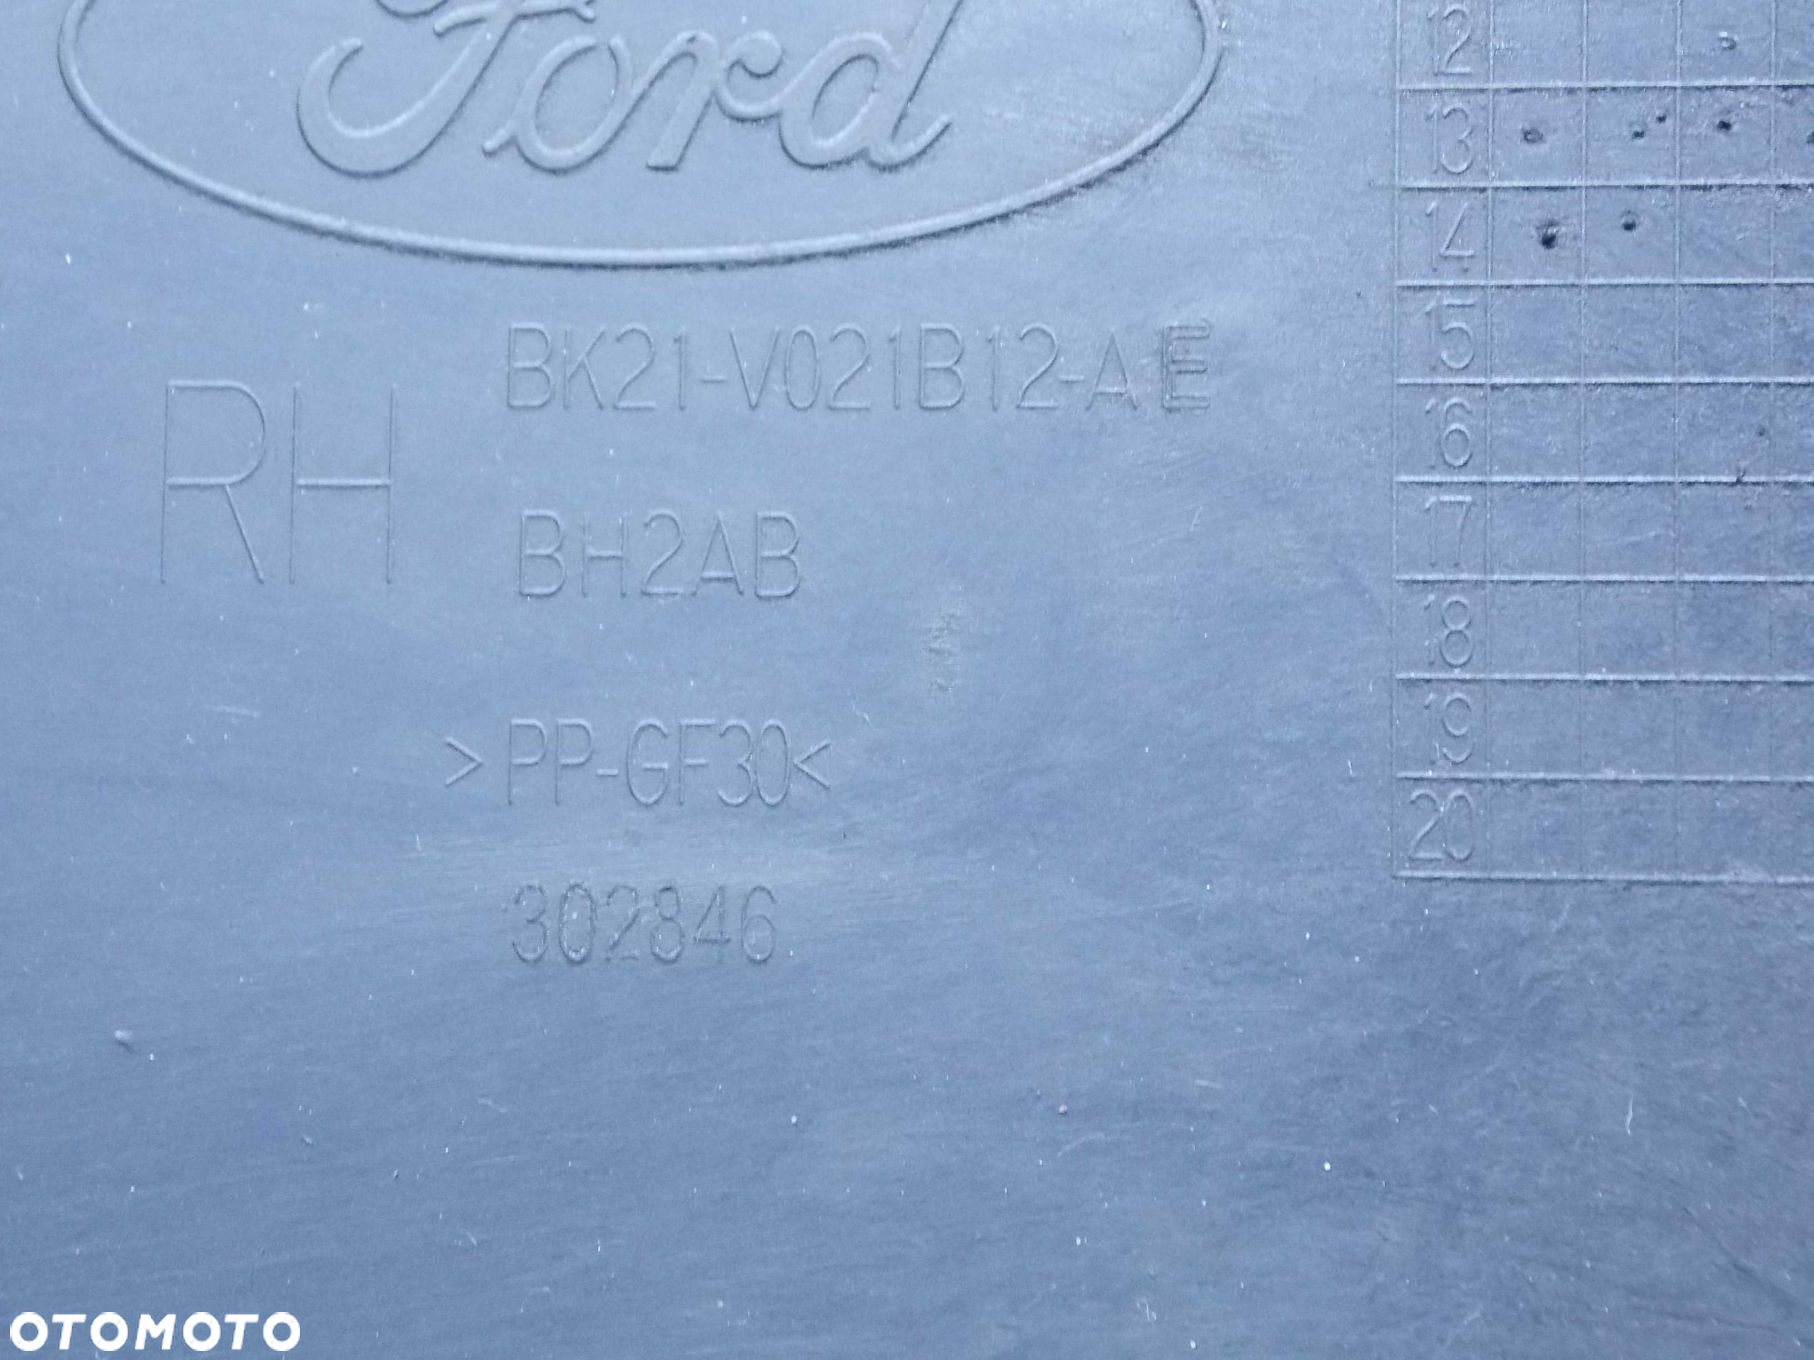 Ford
12
13
14
15
16
17
18
19
20
RH
BK21-V021B12-AE
BH2AB
>PP-GF30<
302846
OTOMOTO